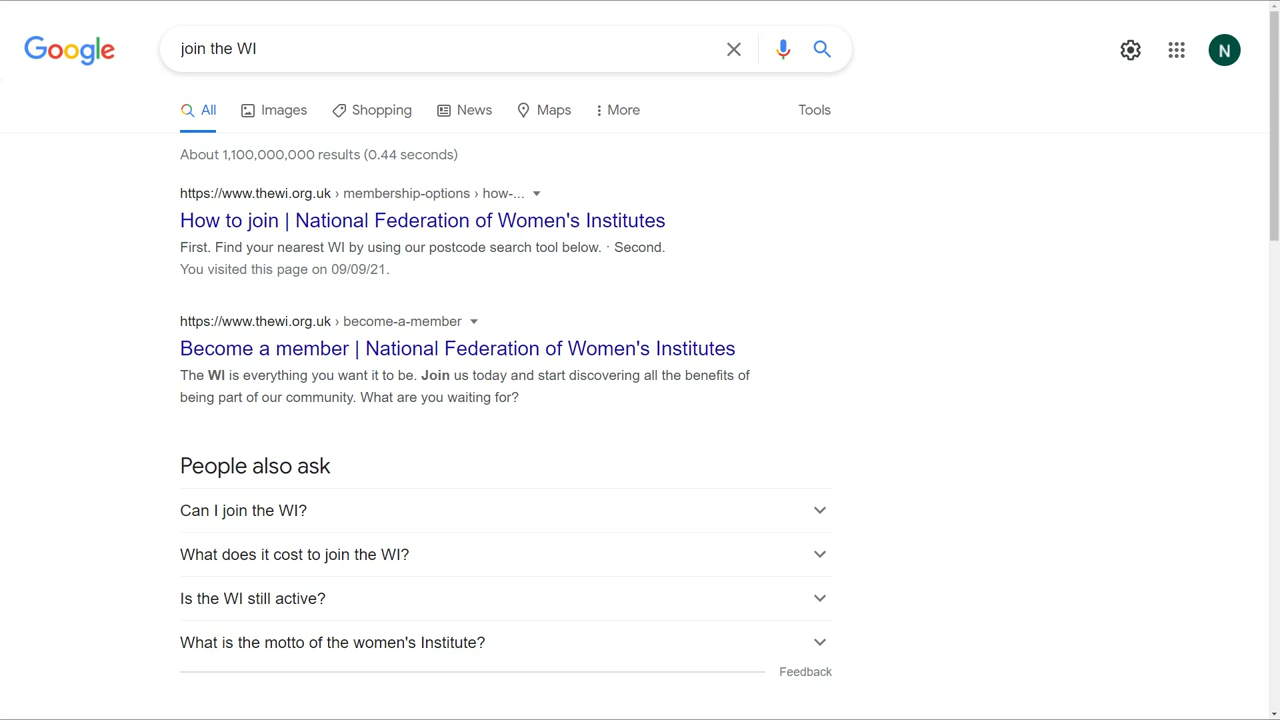 Google
join the WI
N
All Images Shopping News Maps More Tools
About 1,100,000,000 results (0.44 seconds)
https://www.thewi.org.uk › membership-options › how-...
How to join | National Federation of Women's Institutes
First. Find your nearest WI by using our postcode search tool below. · Second.
You visited this page on 09/09/21.
https://www.thewi.org.uk › become-a-member
Become a member | National Federation of Women's Institutes
The WI is everything you want it to be. Join us today and start discovering all the benefits of
being part of our community. What are you waiting for?
People also ask
Can I join the WI?
What does it cost to join the WI?
Is the WI still active?
What is the motto of the women's Institute?
Feedback